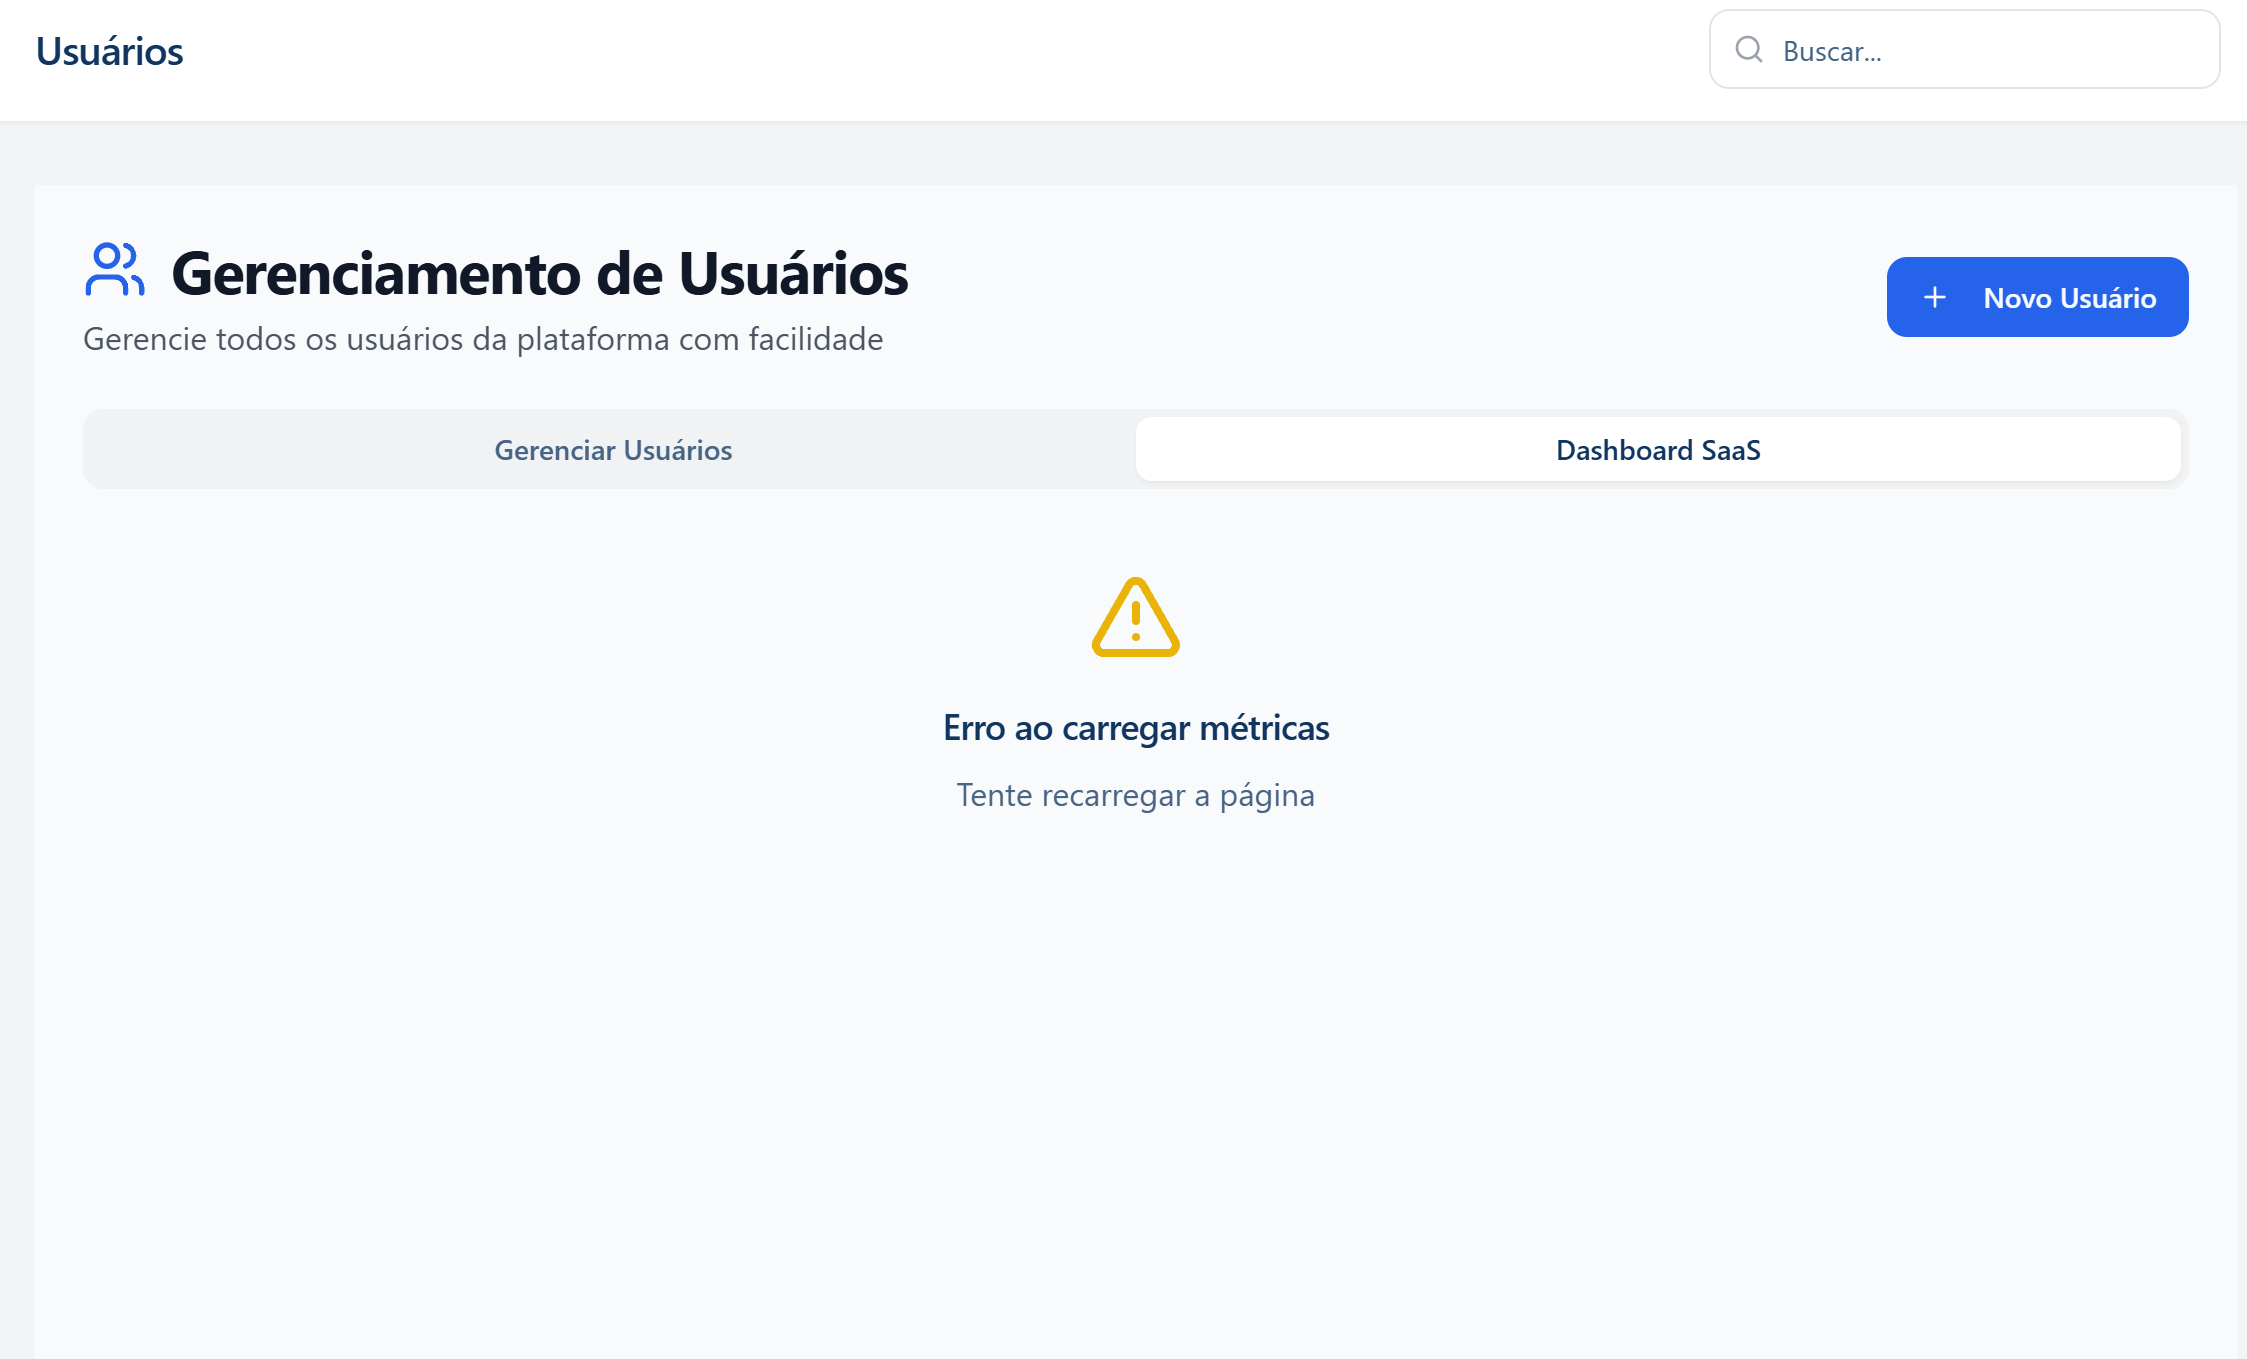 Usuários
Buscar...
Gerenciamento de Usuários
Gerencie todos os usuários da plataforma com facilidade
Novo Usuário
Gerenciar Usuários
Dashboard SaaS
Erro ao carregar métricas
Tente recarregar a página